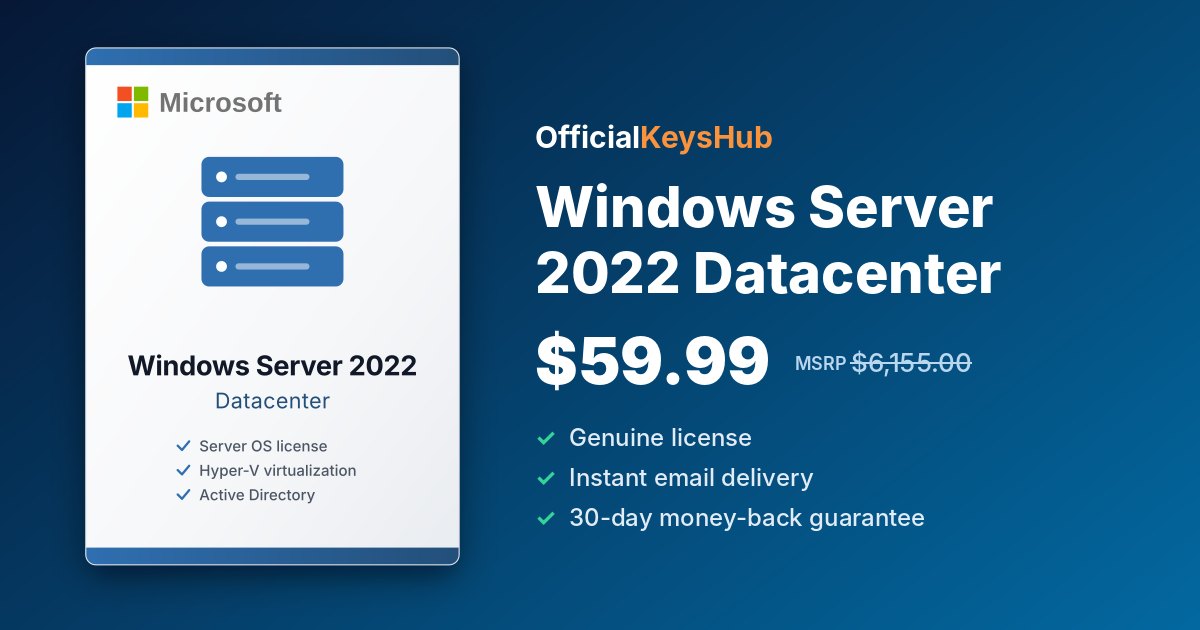 Microsoft
Windows Server 2022
Datacenter
Server OS license
Hyper-V virtualization
Active Directory
OfficialKeysHub
Windows Server
2022 Datacenter
$59.99 MSRP $6,155.00
Genuine license
Instant email delivery
30-day money-back guarantee